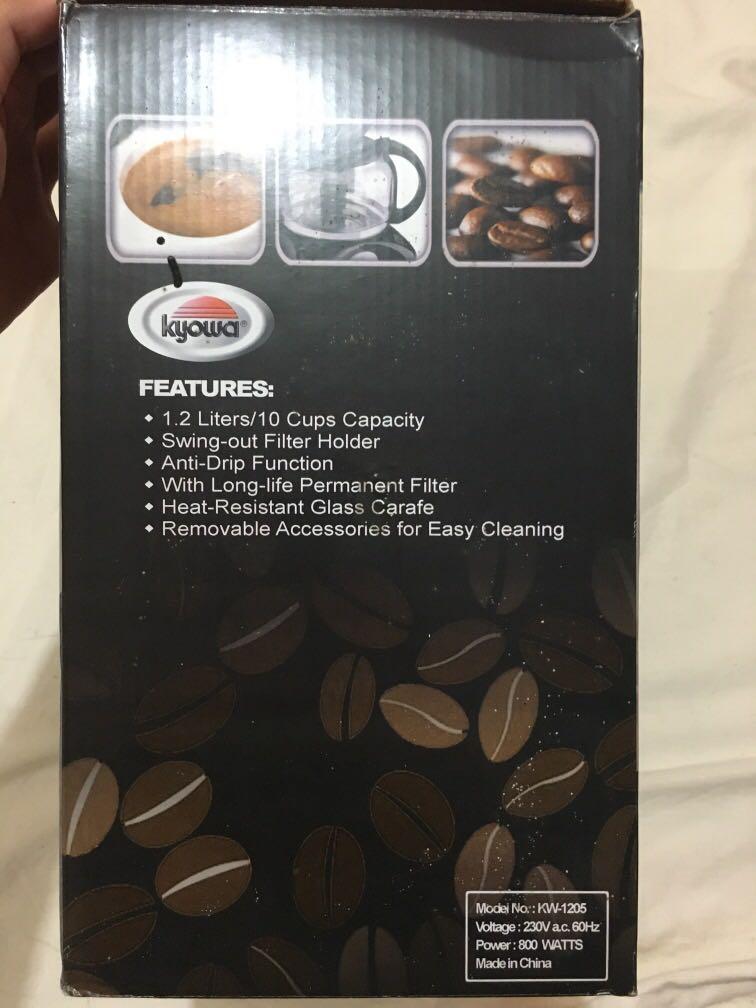 kyowa®
FEATURES:
◆ 1.2 Liters/10 Cups Capacity
◆ Swing-out Filter Holder
◆ Anti-Drip Function
◆ With Long-life Permanent Filter
◆ Heat-Resistant Glass Carafe
◆ Removable Accessories for Easy Cleaning
Model No.: KW-1205
Voltage : 230V a.c. 60Hz
Power : 800 WATTS
Made in China